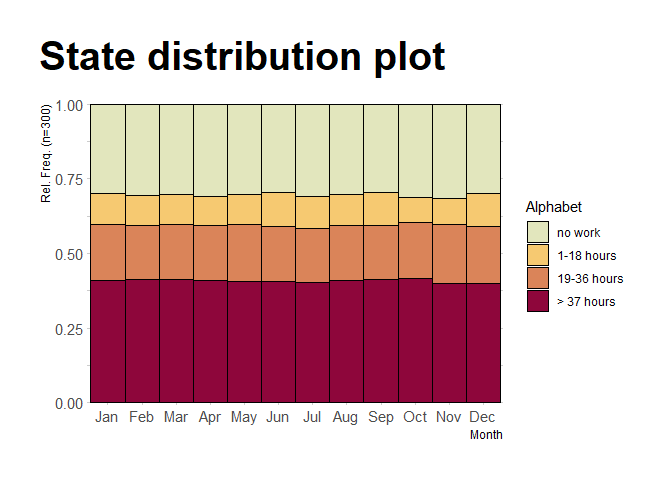 State distribution plot
Rel. Freq. (n=300)
1.00
0.75
0.50
0.25
0.00
Jan Feb Mar Apr May Jun Jul Aug Sep Oct Nov Dec
Month
Alphabet
no work
1-18 hours
19-36 hours
> 37 hours